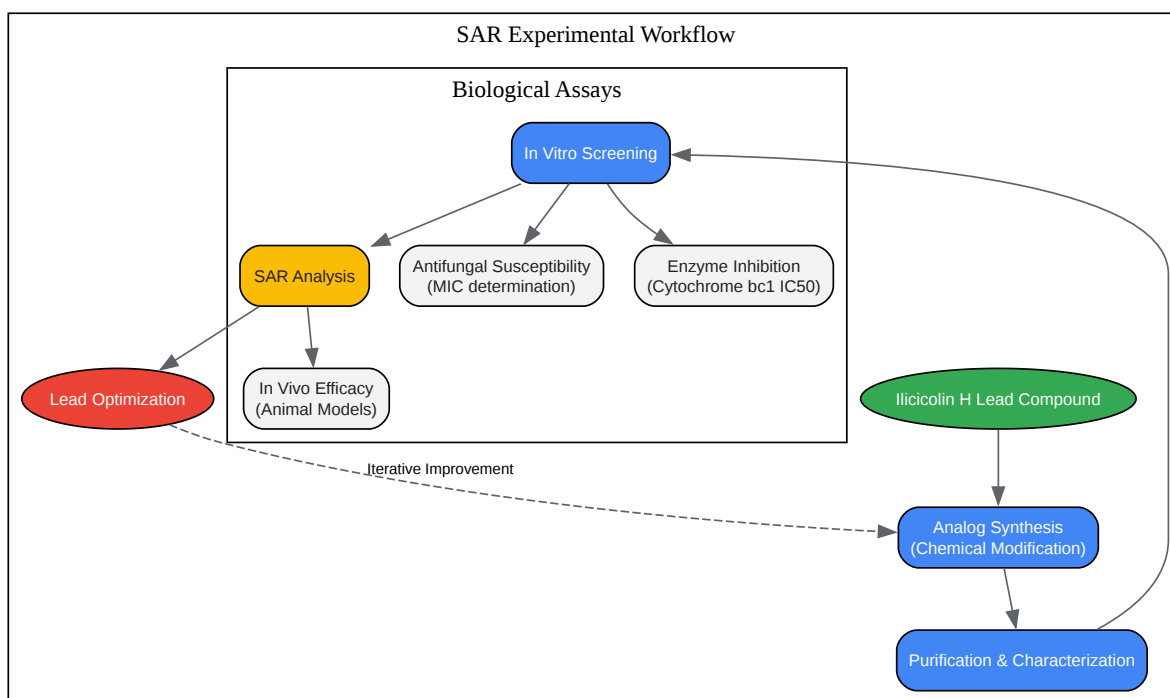 SAR Experimental Workflow
Biological Assays
In Vitro Screening
SAR Analysis
Antifungal Susceptibility
(MIC determination)
Enzyme Inhibition
(Cytochrome bc1 IC50)
Lead Optimization
In Vivo Efficacy
(Animal Models)
Ilicicolin H Lead Compound
Iterative Improvement
Analog Synthesis
(Chemical Modification)
Purification & Characterization